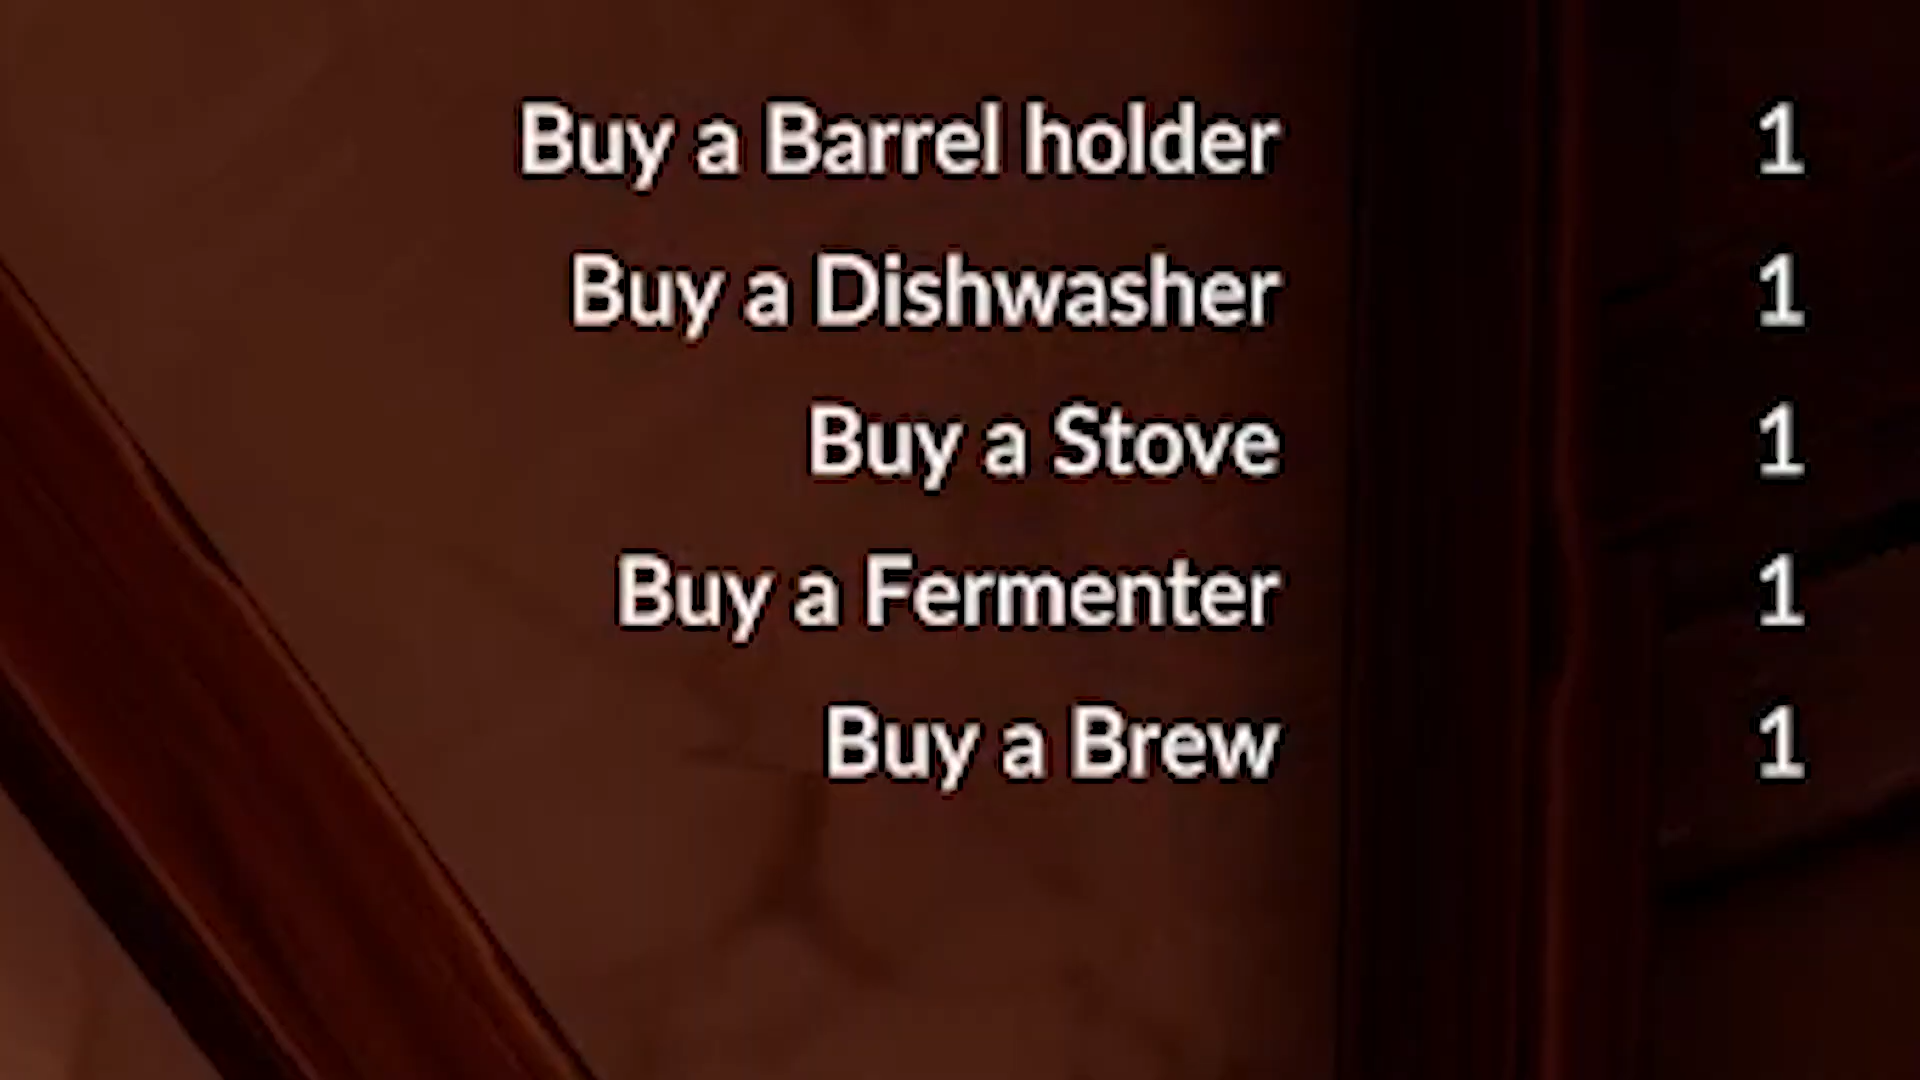 Buy a Barrel holder 1
Buy a Dishwasher 1
Buy a Stove 1
Buy a Fermenter 1
Buy a Brew 1